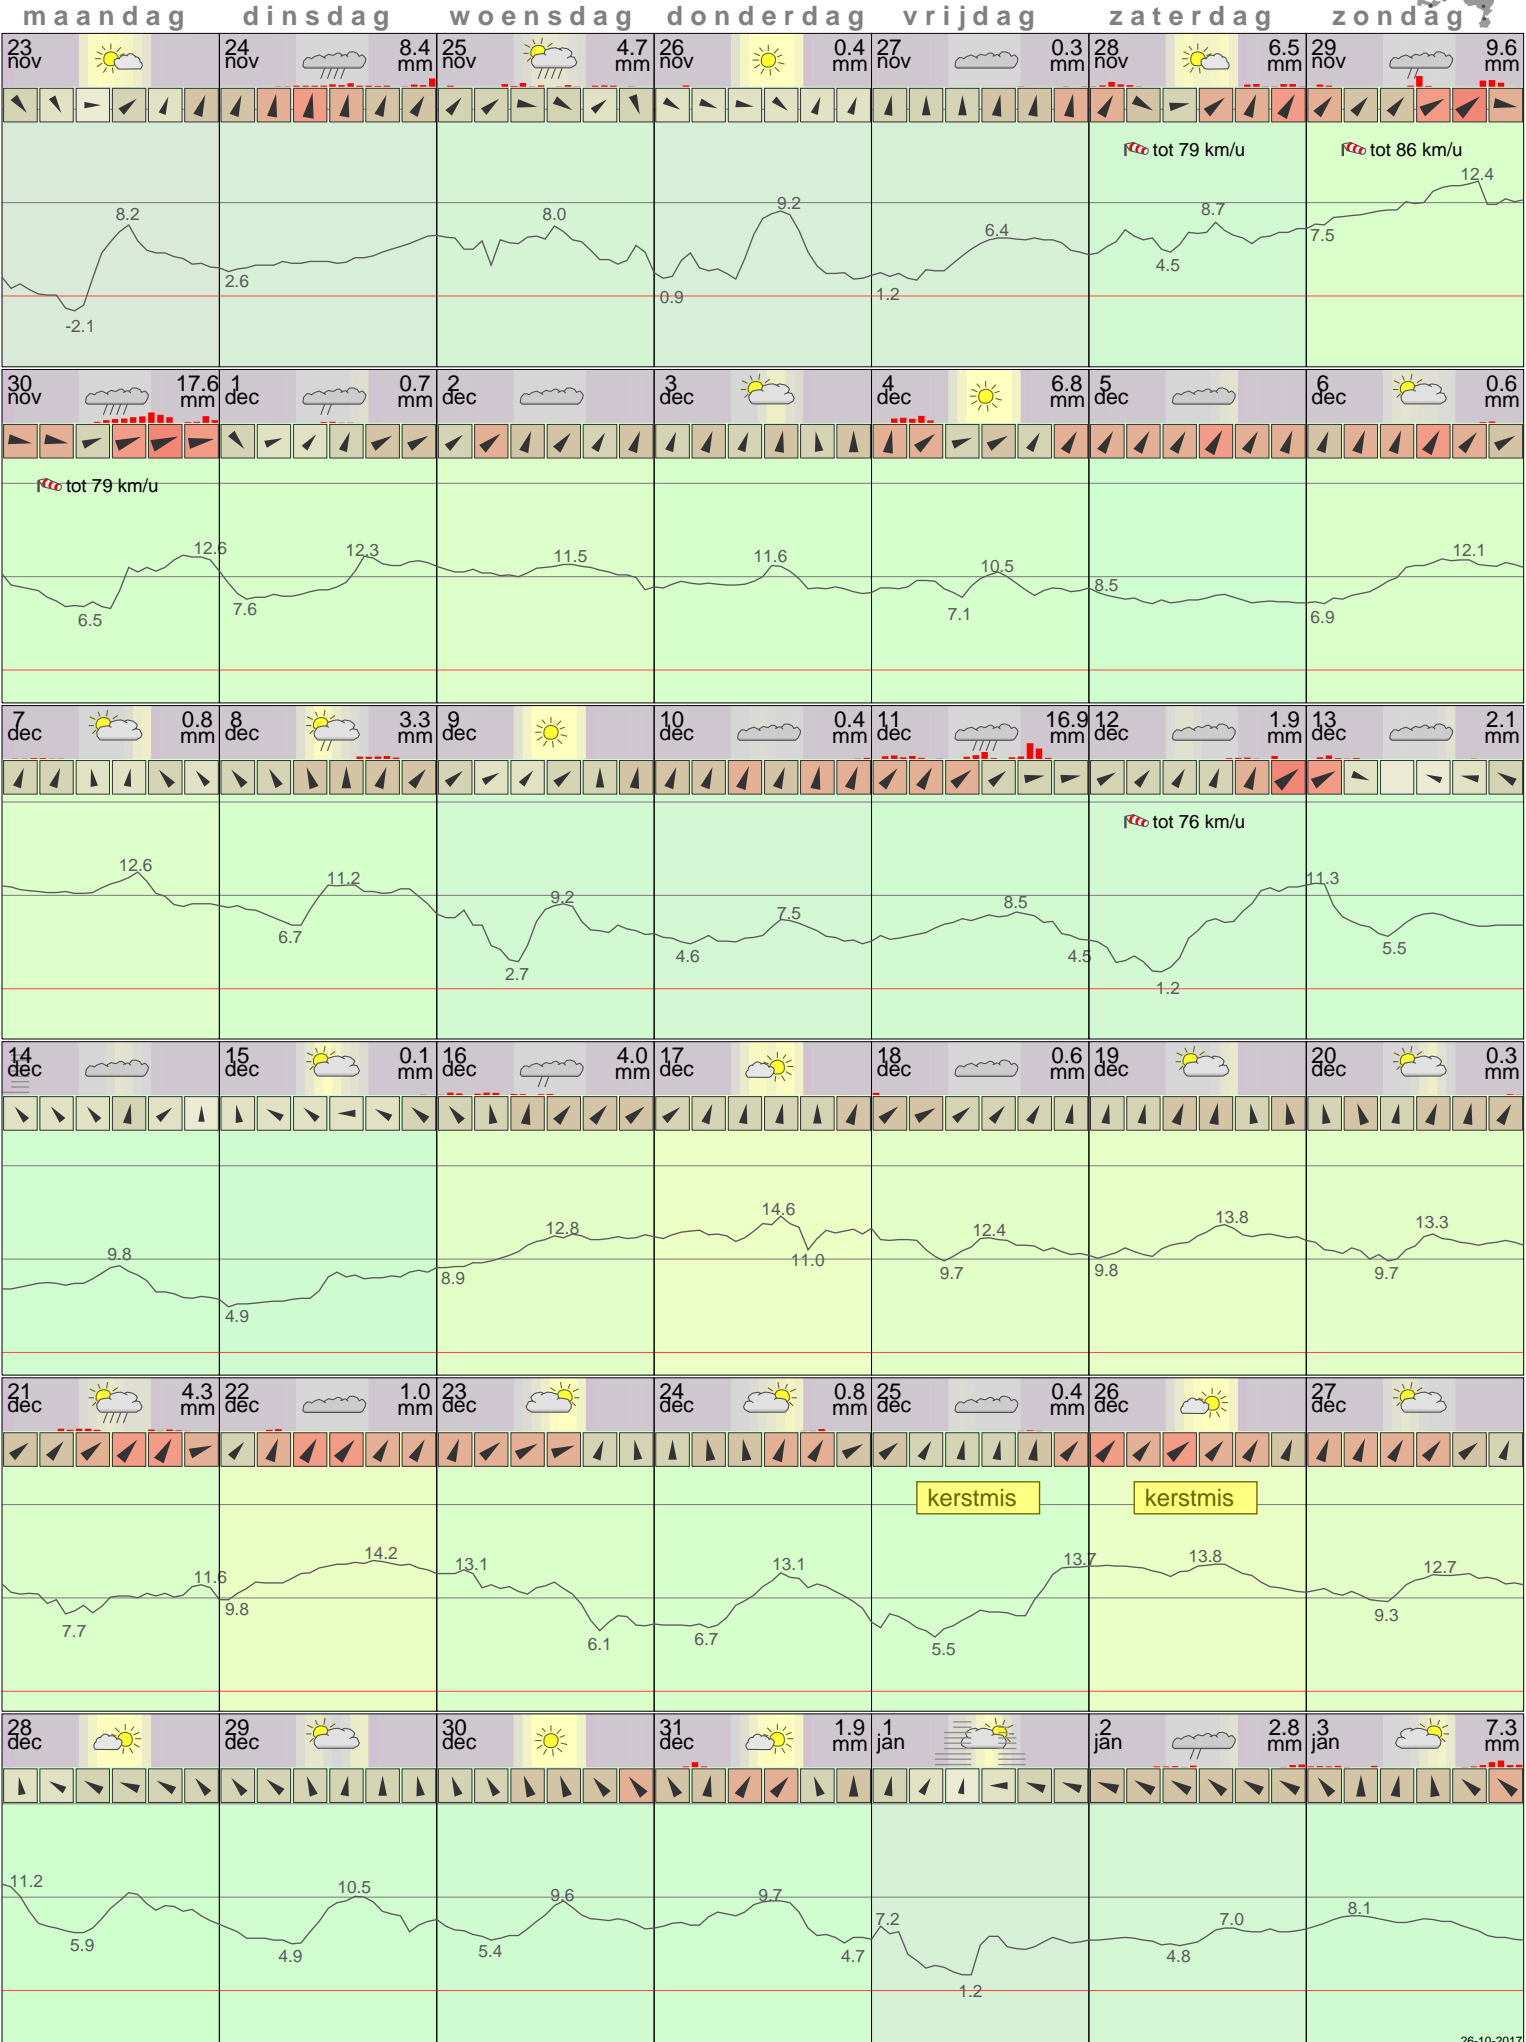 maandag dinsdag woensdag donderdag vrijdag zaterdag zondag
23 nov
24 nov 8.4 mm
25 nov 4.7 mm
26 nov 0.4 mm
27 nov 0.3 mm
28 nov 6.5 mm
29 nov 9.6 mm
tot 79 km/u tot 86 km/u
8.2 8.0 9.2 6.4 8.7 12.4
-2.1 2.6 0.9 1.2 4.5 7.5
30 nov 17.6 mm
1 dec 0.7 mm
2 dec
3 dec
4 dec 6.8 mm
5 dec
6 dec 0.6 mm
tot 79 km/u
12.6 12.3 11.5 11.6 10.5 8.5 12.1
6.5 7.6 7.1 6.9
7 dec 0.8 mm
8 dec 3.3 mm
9 dec
10 dec 0.4 mm
11 dec 16.9 mm
12 dec 1.9 mm
13 dec 2.1 mm
tot 76 km/u
12.6 11.2 9.2 7.5 8.5 11.3
6.7 2.7 4.6 4.5 1.2 5.5
14 dec
15 dec 0.1 mm
16 dec 4.0 mm
17 dec
18 dec 0.6 mm
19 dec
20 dec 0.3 mm
9.8 12.8 14.6 12.4 13.8 13.3
4.9 8.9 11.0 9.7 9.8 9.7
21 dec 4.3 mm
22 dec 1.0 mm
23 dec
24 dec 0.8 mm
25 dec 0.4 mm
26 dec
27 dec
kerstmis kerstmis
11.6 14.2 13.1 13.1 13.7 13.8 12.7
7.7 9.8 6.1 6.7 5.5 9.3
28 dec
29 dec
30 dec
31 dec 1.9 mm
1 jan
2 jan 2.8 mm
3 jan 7.3 mm
11.2 10.5 9.6 9.7 7.2 7.0 8.1
5.9 4.9 5.4 4.7 1.2 4.8
26-10-2017